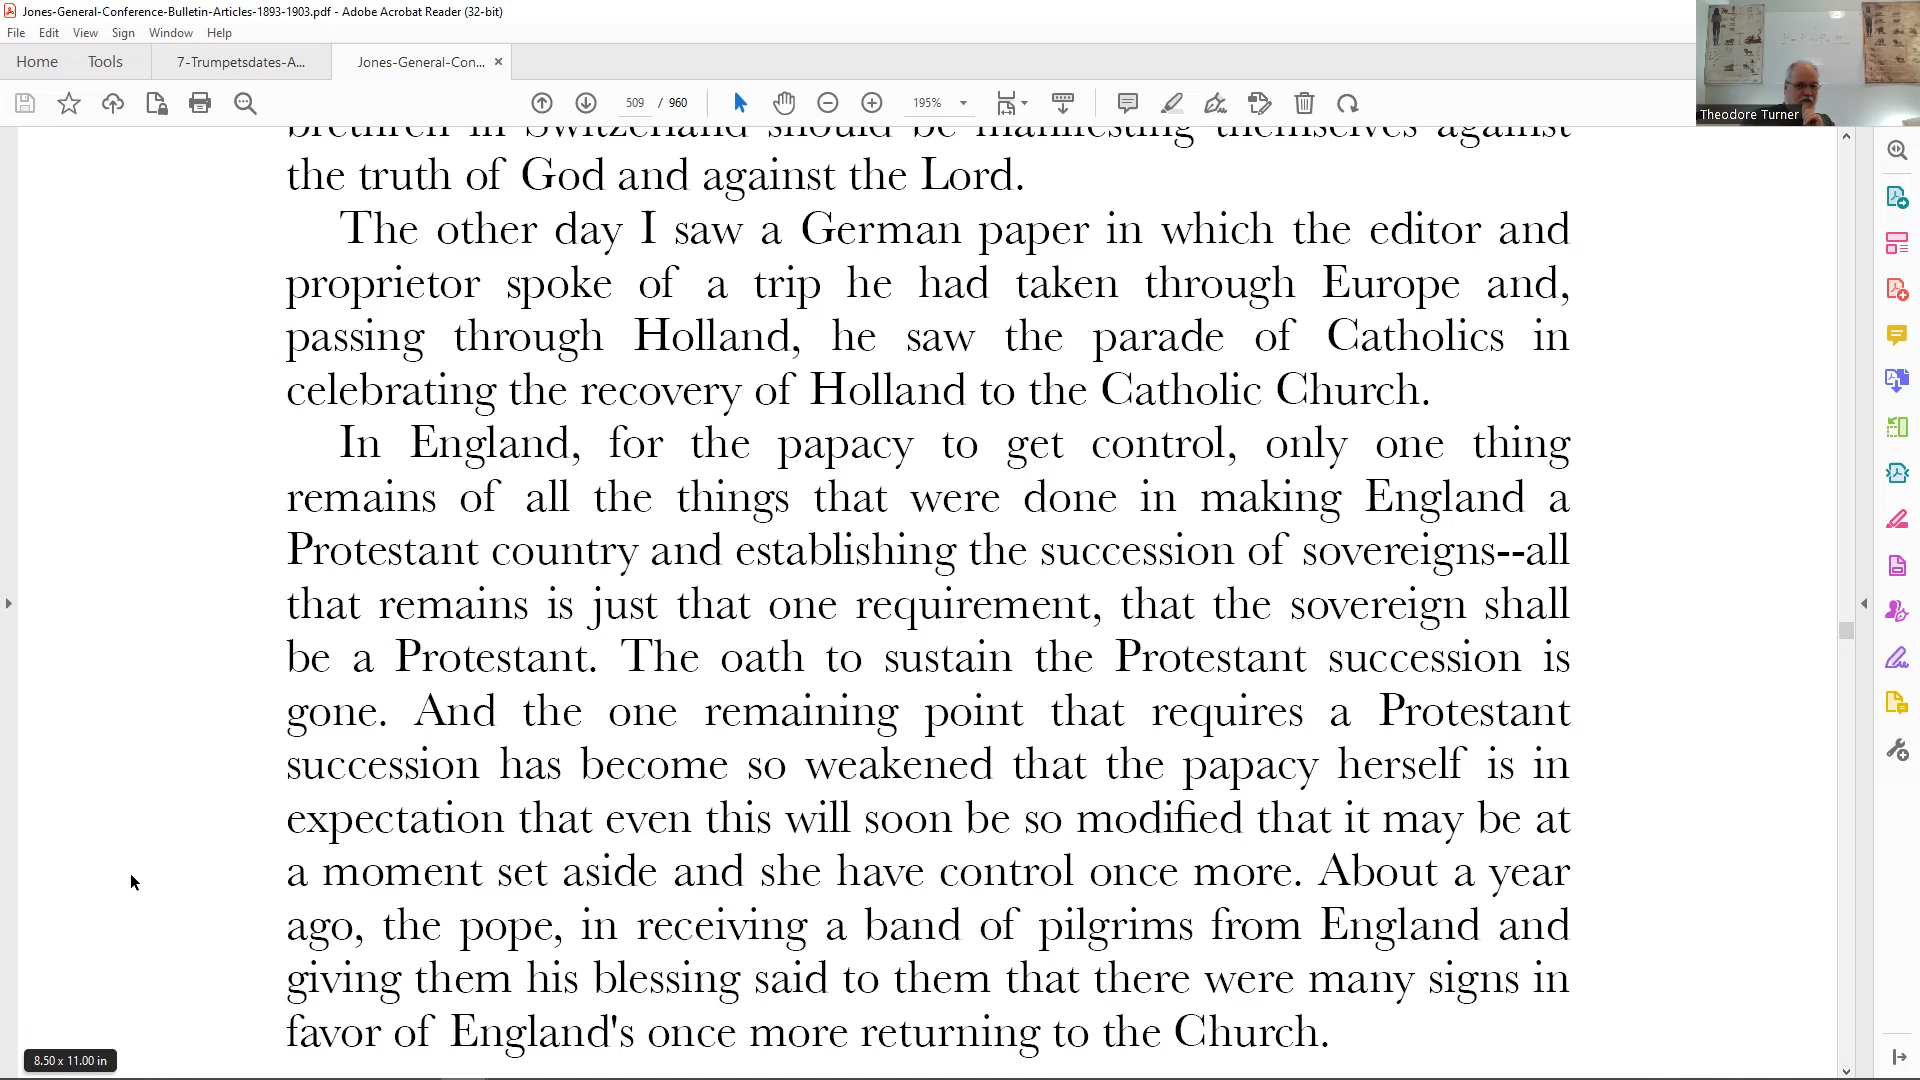 Jones-General-Conference-Bulletin-Articles-1893-1903.pdf - Adobe Acrobat Reader (32-bit)
File Edit View Sign Window Help
Home Tools 7-Trumpetsdates-A... Jones-General-Con... ×
509 / 960 195%
Theodore Turner
brethren in Switzerland should be manifesting themselves against
the truth of God and against the Lord.
The other day I saw a German paper in which the editor and
proprietor spoke of a trip he had taken through Europe and,
passing through Holland, he saw the parade of Catholics in
celebrating the recovery of Holland to the Catholic Church.
In England, for the papacy to get control, only one thing
remains of all the things that were done in making England a
Protestant country and establishing the succession of sovereigns--all
that remains is just that one requirement, that the sovereign shall
be a Protestant. The oath to sustain the Protestant succession is
gone. And the one remaining point that requires a Protestant
succession has become so weakened that the papacy herself is in
expectation that even this will soon be so modified that it may be at
a moment set aside and she have control once more. About a year
ago, the pope, in receiving a band of pilgrims from England and
giving them his blessing said to them that there were many signs in
favor of England's once more returning to the Church.
8.50 x 11.00 in